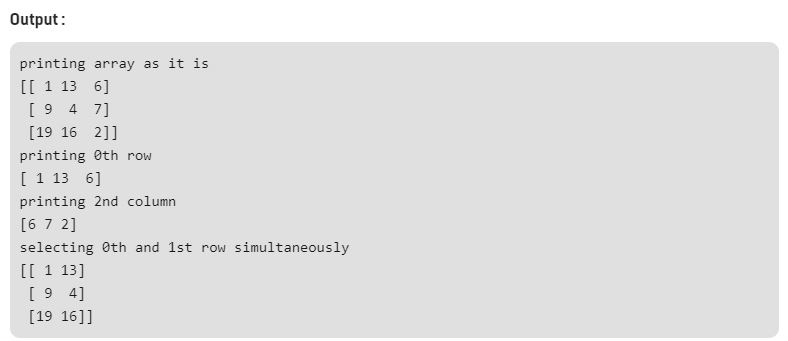 Output :
printing array as it is
[[ 1 13  6]
 [ 9  4  7]
 [19 16  2]]
printing 0th row
[ 1 13  6]
printing 2nd column
[6 7 2]
selecting 0th and 1st row simultaneously
[[ 1 13]
 [ 9  4]
 [19 16]]